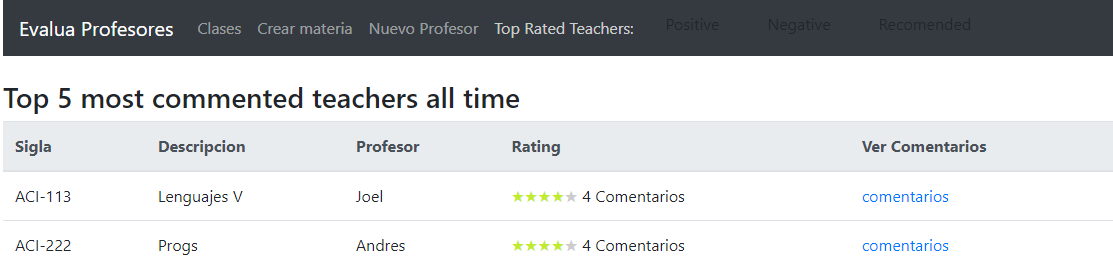 Evalua Profesores Clases Crear materia Nuevo Profesor Top Rated Teachers: Positive Negative Recomended
Top 5 most commented teachers all time
Sigla Descripcion Profesor Rating Ver Comentarios
ACI-113 Lenguajes V Joel ★★★★★ 4 Comentarios comentarios
ACI-222 Progs Andres ★★★★★ 4 Comentarios comentarios